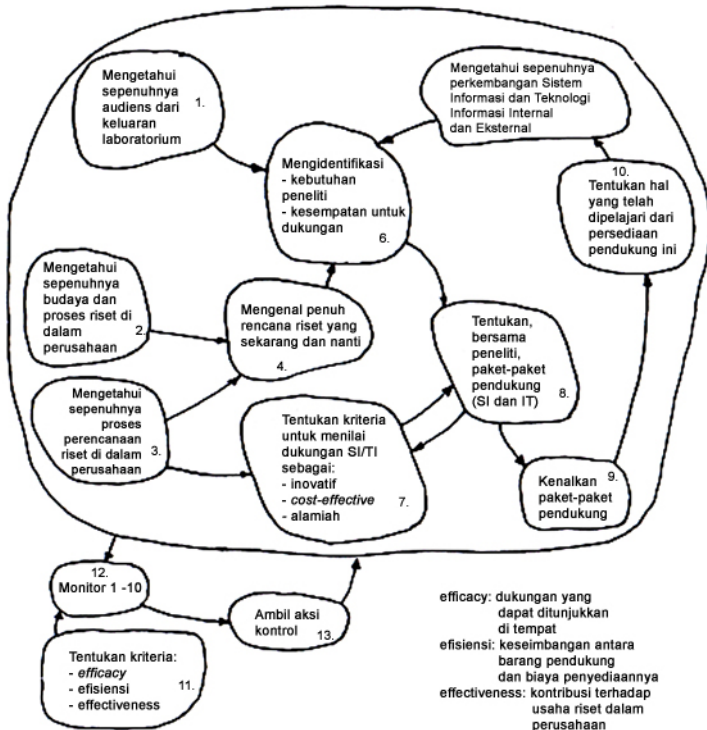 Mengetahui
sepenuhnya
audiens dari
keluaran
laboratorium
1.
Mengetahui sepenuhnya
perkembangan Sistem
Informasi dan Teknologi
Informasi Internal
dan Eksternal
Mengidentifikasi
- kebutuhan
peneliti
- kesempatan untuk
dukungan
6.
10.
Tentukan hal
yang telah
dipelajari dari
persediaan
pendukung ini
Mengetahui
sepenuhnya
budaya dan
proses riset di
dalam
perusahaan
2.
Mengenal penuh
rencana riset yang
sekarang dan nanti
4.
Tentukan,
bersama
peneliti,
paket-paket
pendukung
(SI dan IT)
8.
Mengetahui
sepenuhnya
proses
perencanaan
riset di dalam
perusahaan
3.
Tentukan kriteria
untuk menilai
dukungan SI/TI
sebagai:
- inovatif
- cost-effective
- alamiah
7.
9.
Kenalkan
paket-paket
pendukung
12.
Monitor 1 -10
Ambil aksi
kontrol
13.
Tentukan kriteria:
- efficacy
- efisiensi
- effectiveness
11.
efficacy: dukungan yang
dapat ditunjukkan
di tempat
efisiensi: keseimbangan antara
barang pendukung
dan biaya penyediaannya
effectiveness: kontribusi terhadap
usaha riset dalam
perusahaan